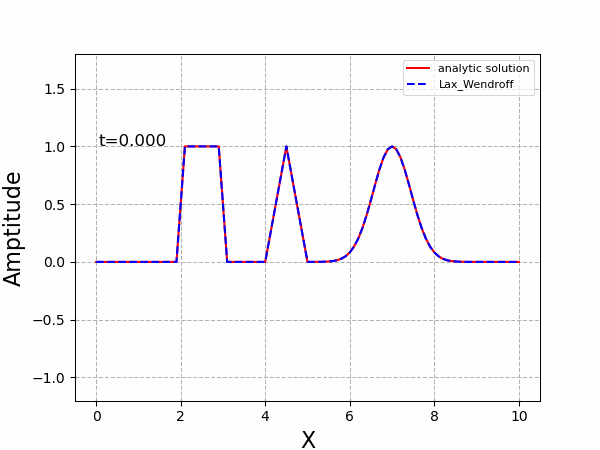 analytic solution
Lax_Wendroff
t=0.000
Amptitude
1.5
1.0
0.5
0.0
−0.5
−1.0
0 2 4 6 8 10
X